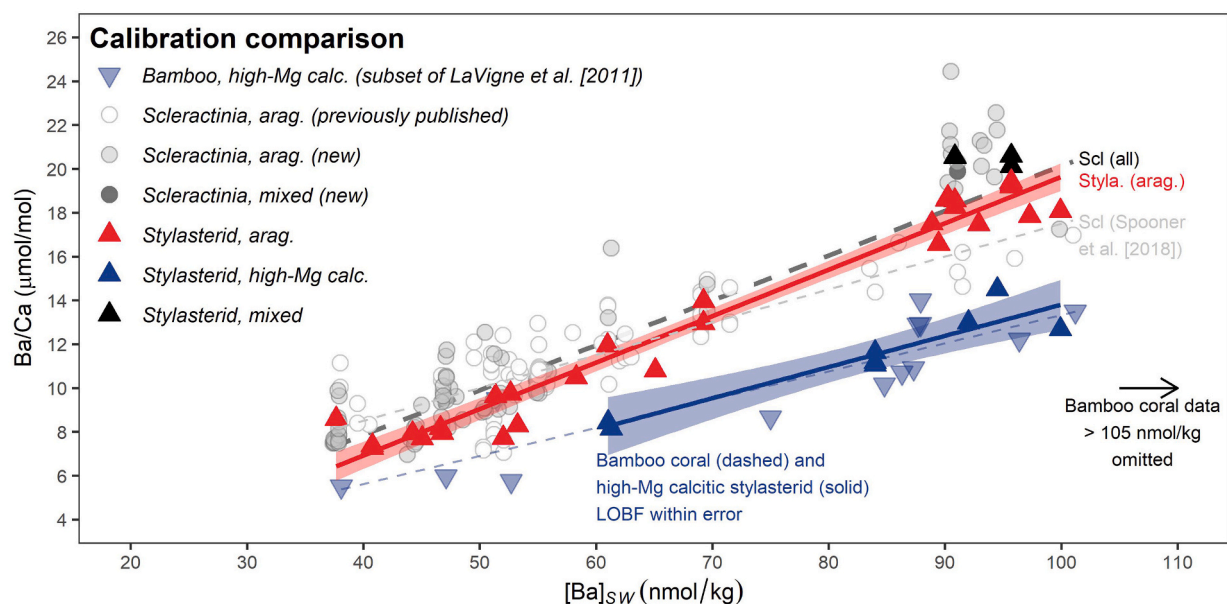 Calibration comparison
Bamboo, high-Mg calc. (subset of LaVigne et al. [2011])
Scleractinia, arag. (previously published)
Scleractinia, arag. (new)
Scleractinia, mixed (new)
Stylasterid, arag.
Stylasterid, high-Mg calc.
Stylasterid, mixed
Scl (all)
Styla. (arag.)
Scl (Spooner
et al. [2018])
Bamboo coral data
> 105 nmol/kg
omitted
Bamboo coral (dashed) and
high-Mg calcitic stylasterid (solid)
LOBF within error
Ba/Ca (μmol/mol)
26
24
22
20
18
16
14
12
10
8
6
4
20 30 40 50 60 70 80 90 100 110
[Ba]SW (nmol/kg)